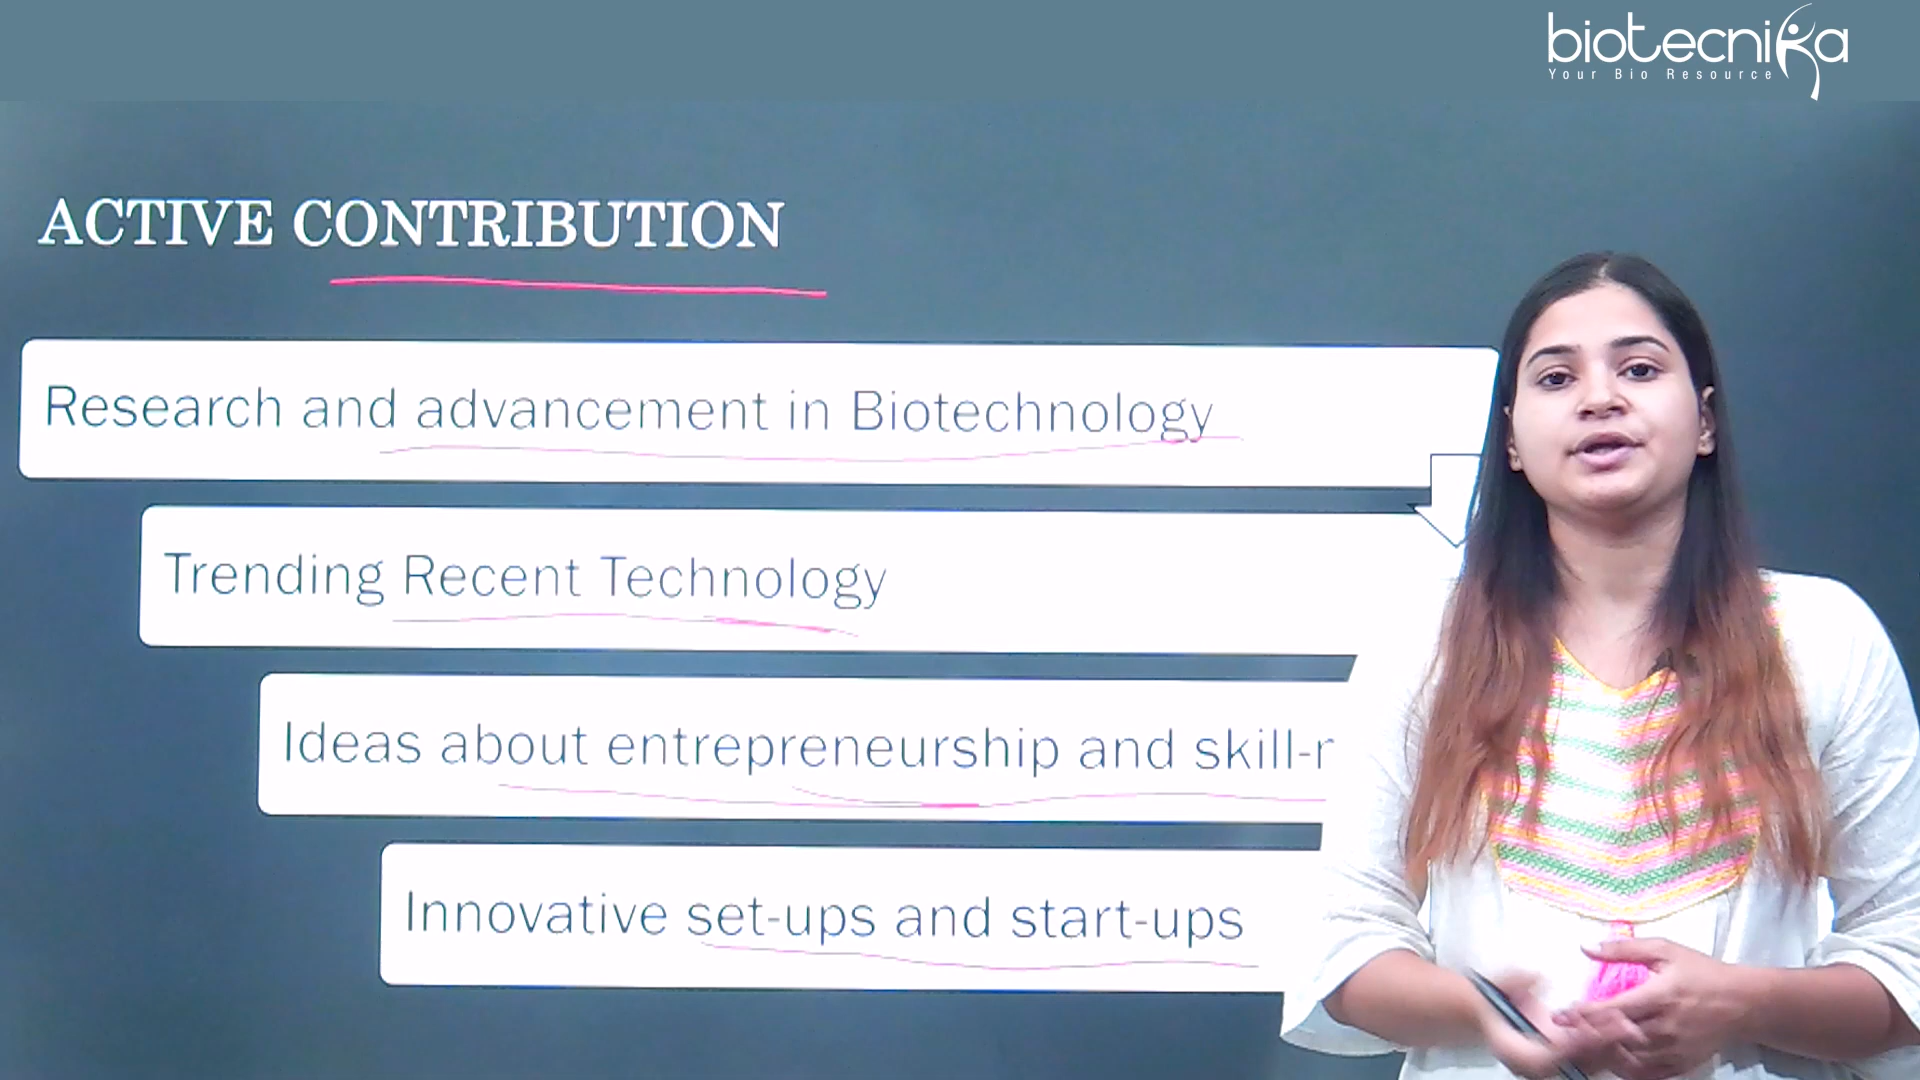 biotecnika
Your Bio Resource
ACTIVE CONTRIBUTION
Research and advancement in Biotechnology
Trending Recent Technology
Ideas about entrepreneurship and
Innovative set-ups and start-ups